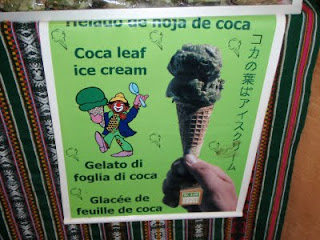 Helado de hoja de coca
Coca leaf
ice cream
コカの葉ばアイスクリーム
Gelato di
foglia di coca
Glacée de
feuille de coca